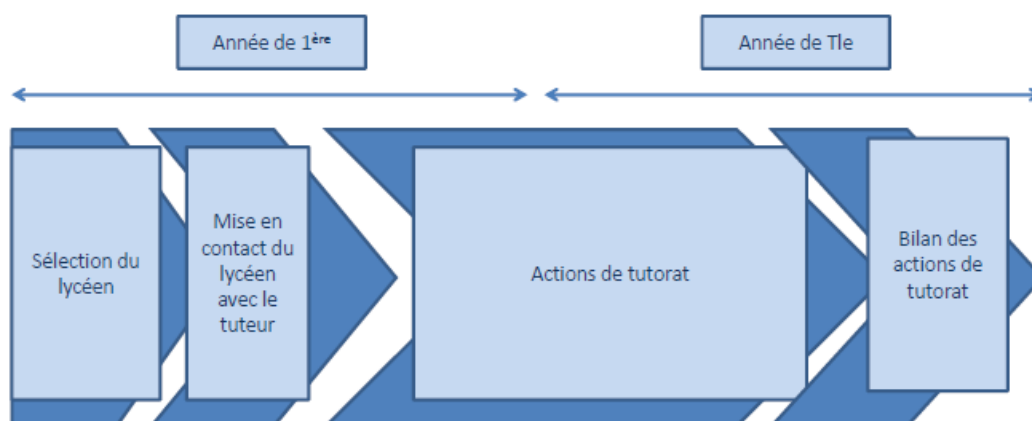 Année de 1ère
Année de Tle
Sélection du
lycéen
Mise en
contact du
lycéen
avec le
tuteur
Actions de tutorat
Bilan des
actions de
tutorat